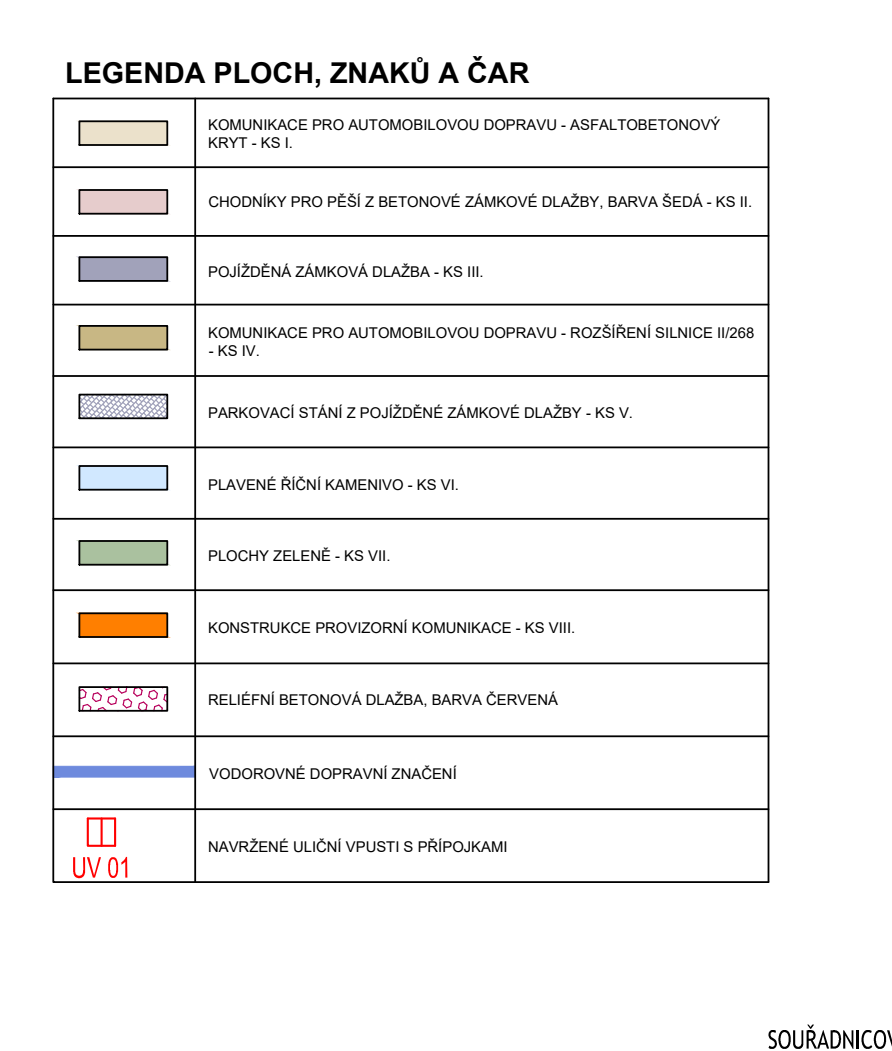 LEGENDA PLOCH, ZNAKŮ A ČAR
KOMUNIKACE PRO AUTOMOBILOVOU DOPRAVU - ASFALTOBETONOVÝ
KRYT - KS I.
CHODNÍKY PRO PĚŠÍ Z BETONOVÉ ZÁMKOVÉ DLAŽBY, BARVA ŠEDÁ - KS II.
POJÍŽDĚNÁ ZÁMKOVÁ DLAŽBA - KS III.
KOMUNIKACE PRO AUTOMOBILOVOU DOPRAVU - ROZŠÍŘENÍ SILNICE II/268
- KS IV.
PARKOVACÍ STÁNÍ Z POJÍŽDĚNÉ ZÁMKOVÉ DLAŽBY - KS V.
PLAVENÉ ŘÍČNÍ KAMENIVO - KS VI.
PLOCHY ZELENĚ - KS VII.
KONSTRUKCE PROVIZORNÍ KOMUNIKACE - KS VIII.
RELIÉFNÍ BETONOVÁ DLAŽBA, BARVA ČERVENÁ
VODOROVNÉ DOPRAVNÍ ZNAČENÍ
UV 01
NAVRŽENÉ ULIČNÍ VPUSTI S PŘÍPOJKAMI